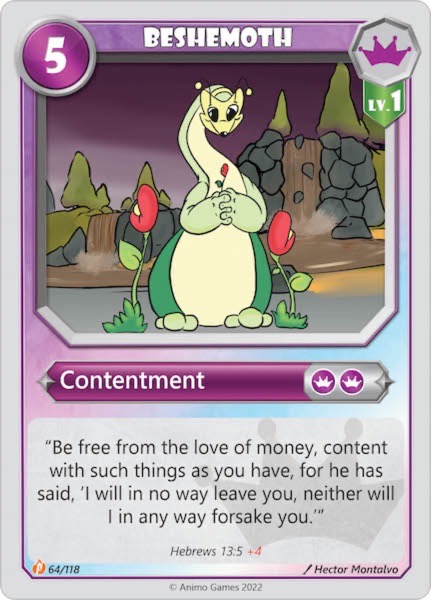 BESHEMOTH
5
LV.1
Contentment
“Be free from the love of money, content
with such things as you have, for he has
said, ‘I will in no way leave you, neither will
I in any way forsake you.’”
Hebrews 13:5 +4
64/118
Hector Montalvo
© Animo Games 2022